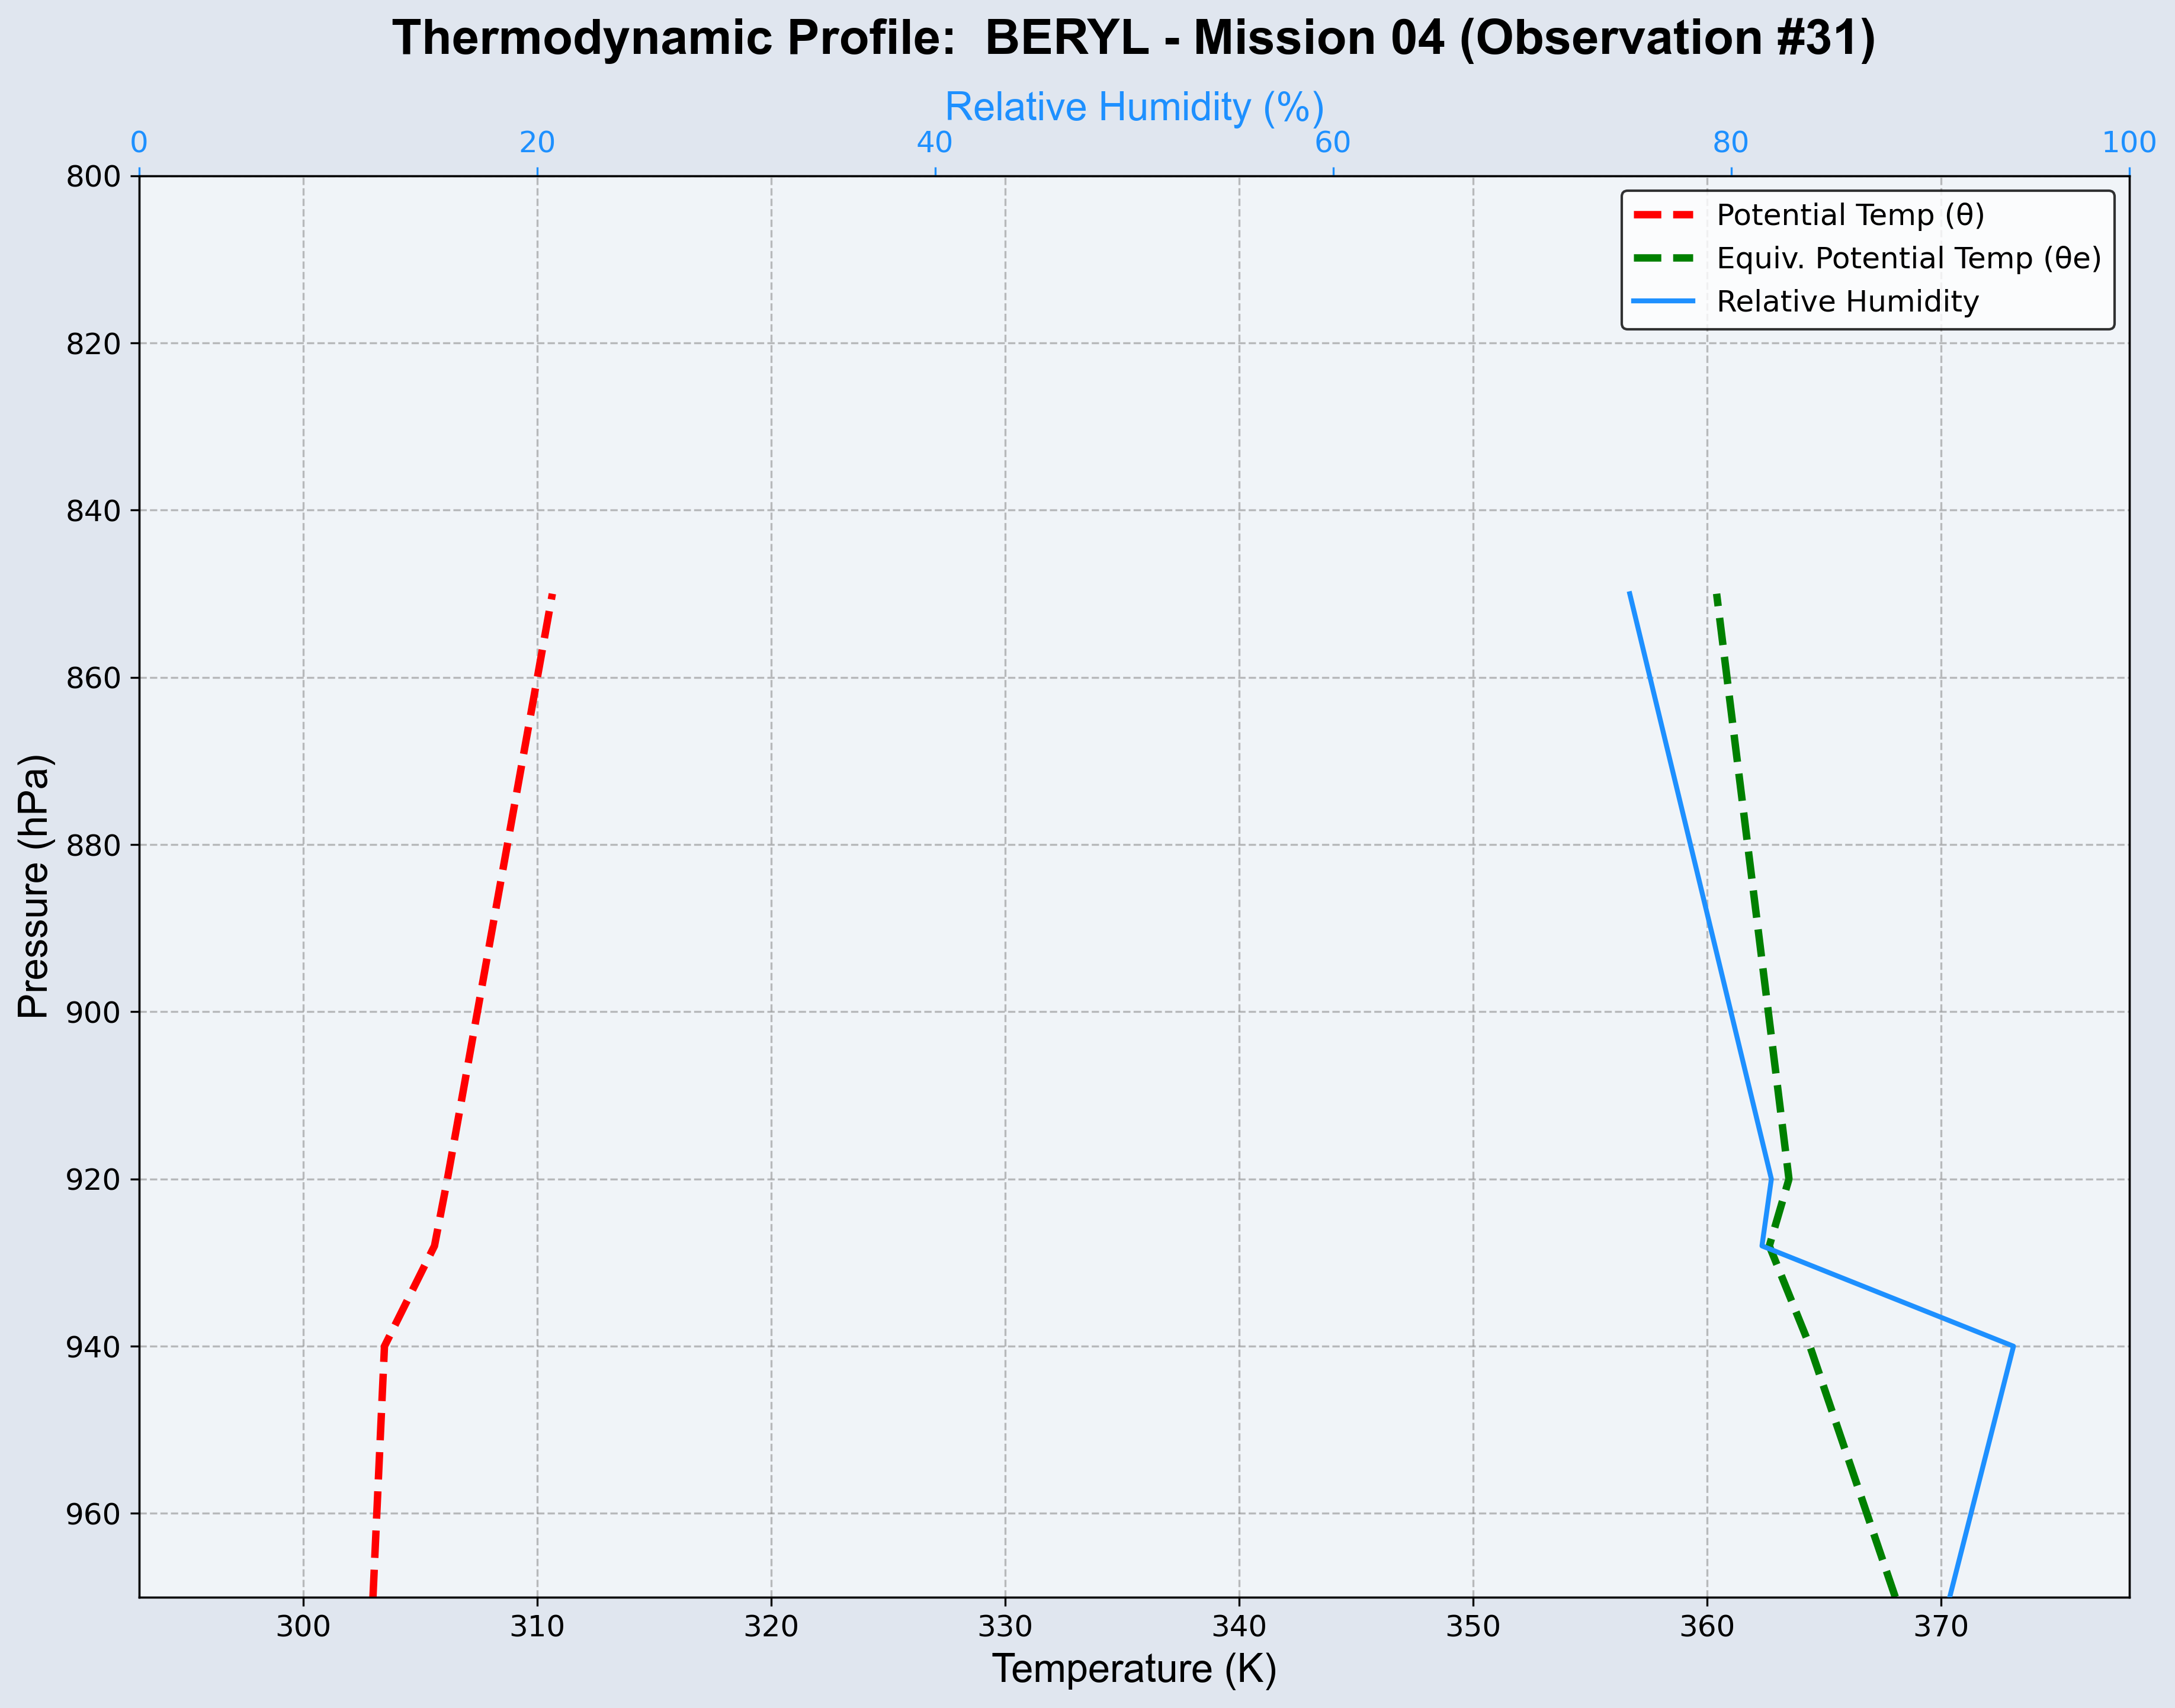 Thermodynamic Profile:  BERYL - Mission 04 (Observation #31)
Relative Humidity (%)
0 20 40 60 80 100
Potential Temp (θ)
Equiv. Potential Temp (θe)
Relative Humidity
Pressure (hPa)
800
820
840
860
880
900
920
940
960
300 310 320 330 340 350 360 370
Temperature (K)